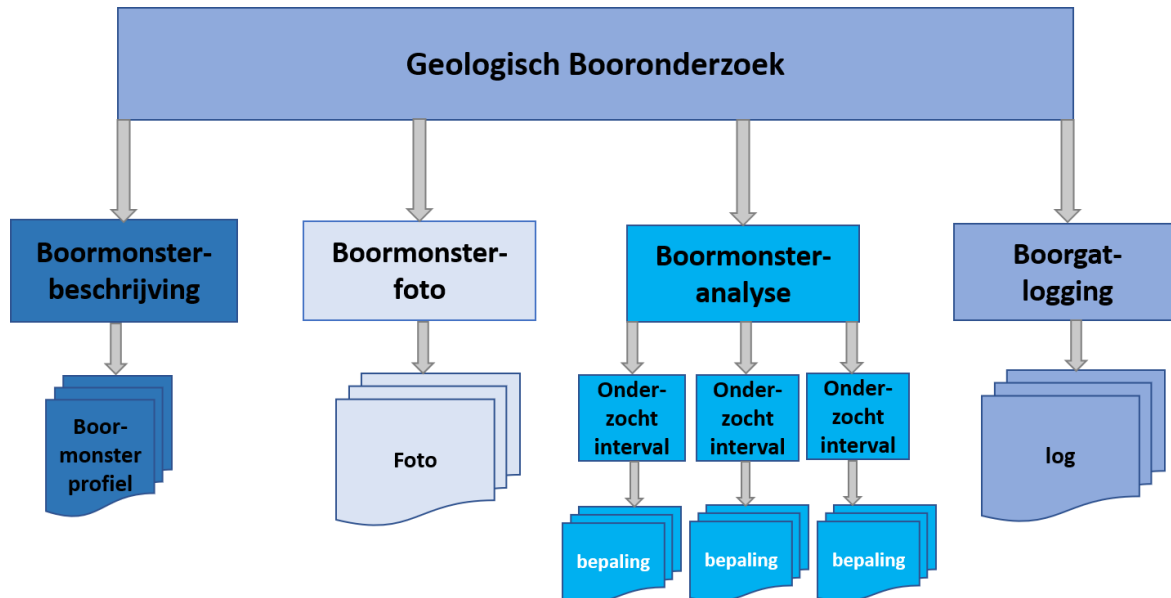 Geologisch Booronderzoek
Boormonster-
beschrijving
Boormonster-
foto
Boormonster-
analyse
Boorgat-
logging
Boor-
monster
profiel
Foto
Onder-
zocht
interval
Onder-
zocht
interval
Onder-
zocht
interval
log
bepaling
bepaling
bepaling